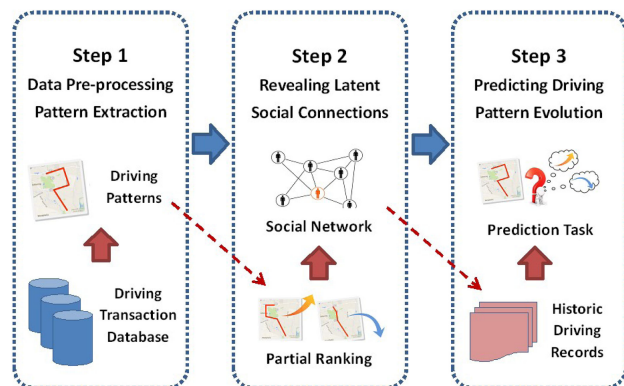 Step 1
Data Pre-processing
Pattern Extraction
Driving
Patterns
Driving
Transaction
Database
Step 2
Revealing Latent
Social Connections
Social Network
Partial Ranking
Step 3
Predicting Driving
Pattern Evolution
Prediction Task
Historic
Driving
Records